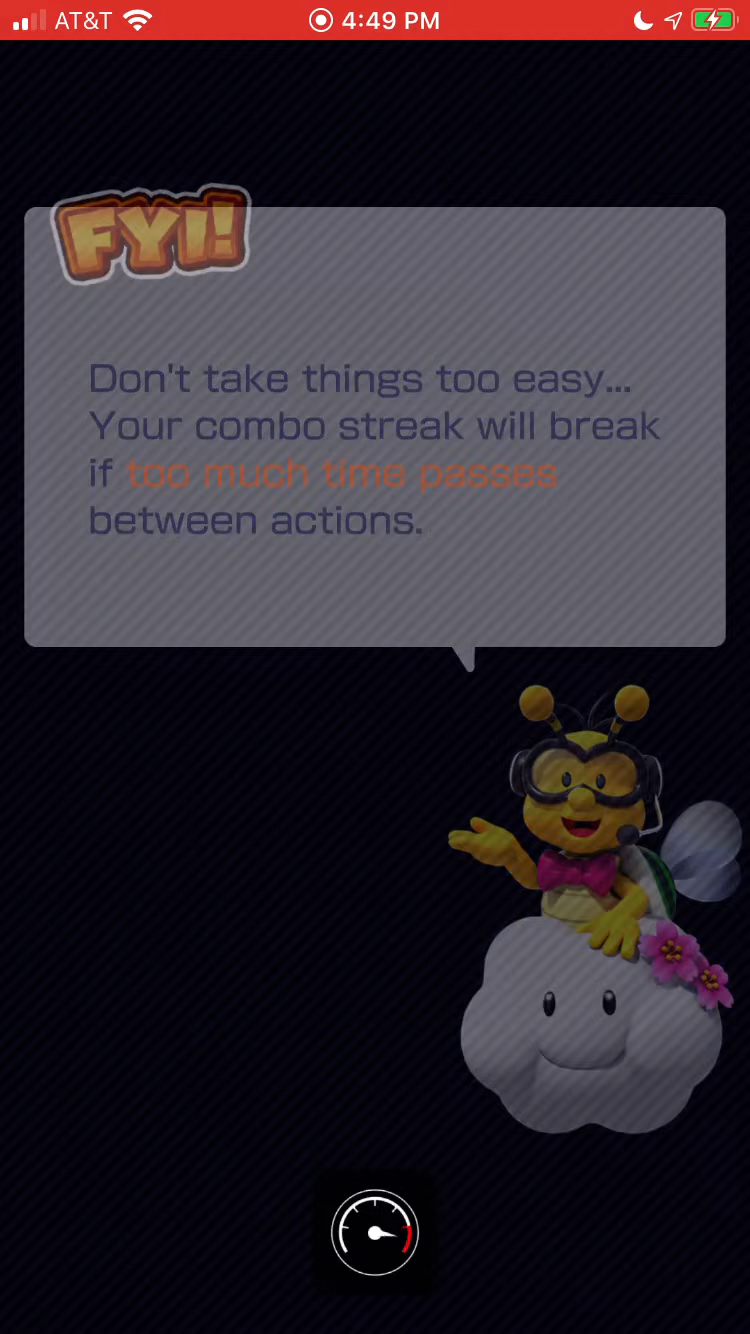 AT&T 4:49 PM
FYI!
Don't take things too easy...
Your combo streak will break
if too much time passes
between actions.